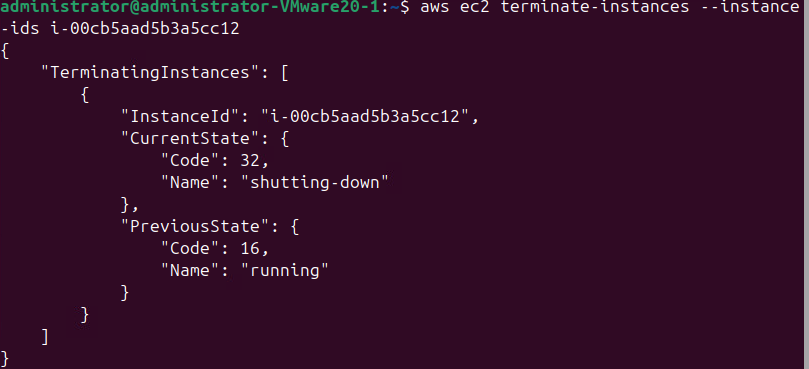 administrator@administrator-VMware20-1:~$ aws ec2 terminate-instances --instance
-ids i-00cb5aad5b3a5cc12
{
    "TerminatingInstances": [
        {
            "InstanceId": "i-00cb5aad5b3a5cc12",
            "CurrentState": {
                "Code": 32,
                "Name": "shutting-down"
            },
            "PreviousState": {
                "Code": 16,
                "Name": "running"
            }
        }
    ]
}